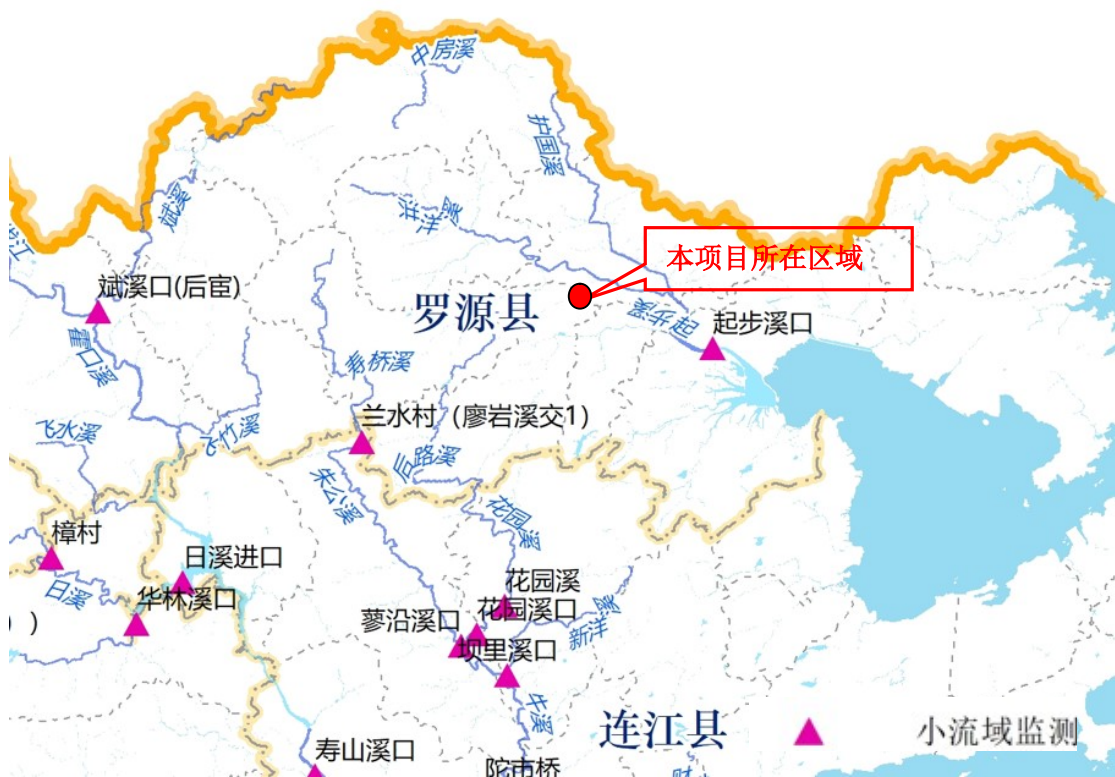 中房溪
护国溪
斌溪
洪洋溪
本项目所在区域
斌溪口(后宦)
罗源县
起步溪
起步溪口
霍口溪
兰水村（廖岩溪交1）
飞水溪
飞竹溪
后路溪
朱公溪
花园溪
樟村
日溪进口
日溪
华林溪口
花园溪
花园溪口
蓼沿溪口
新洋溪
坝里溪口
）
牛溪
连江县
小流域监测
寿山溪口
陀市桥